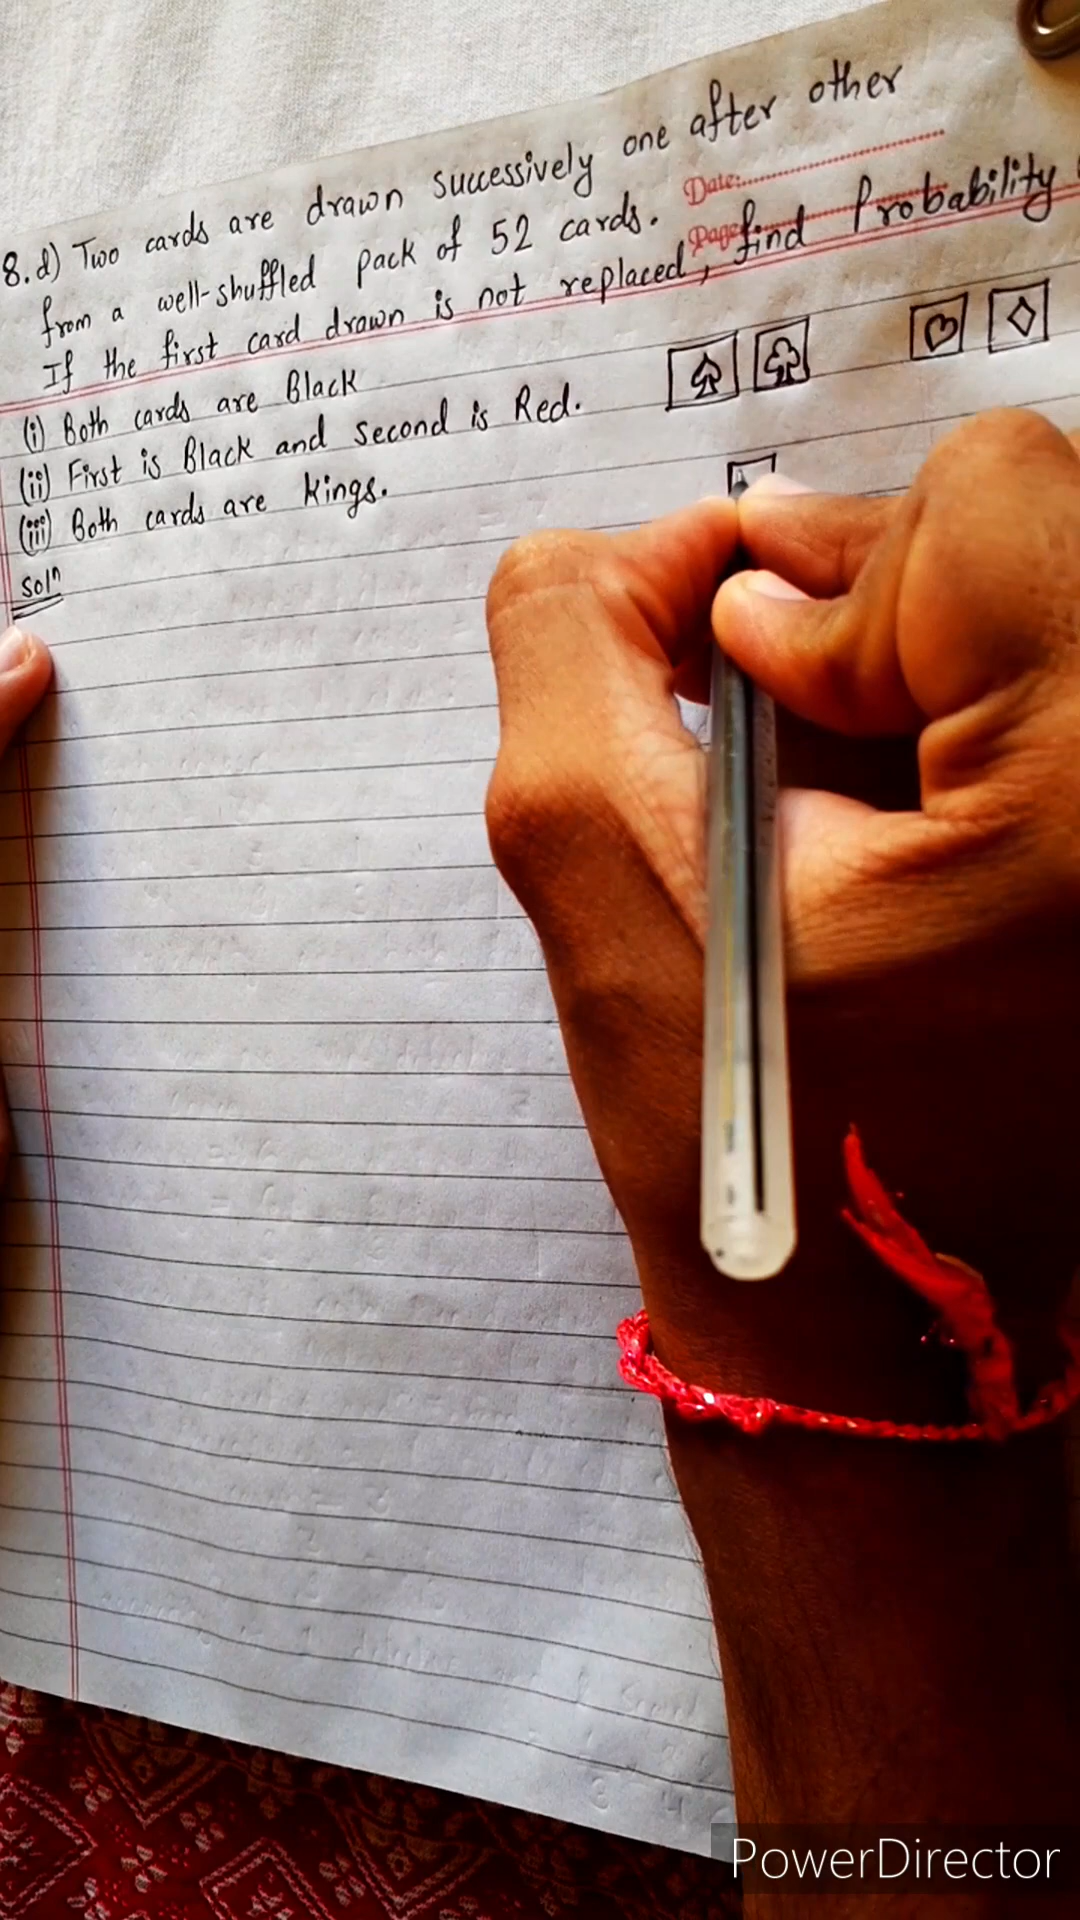 8.d) Two cards are drawn successively one after other
Date:
from a well-shuffled pack of 52 cards.
Page
If the first card drawn is not replaced, find Probability
(i) Both cards are Black
(ii) First is Black and second is Red.
(iii) Both cards are kings.
Soln
PowerDirector